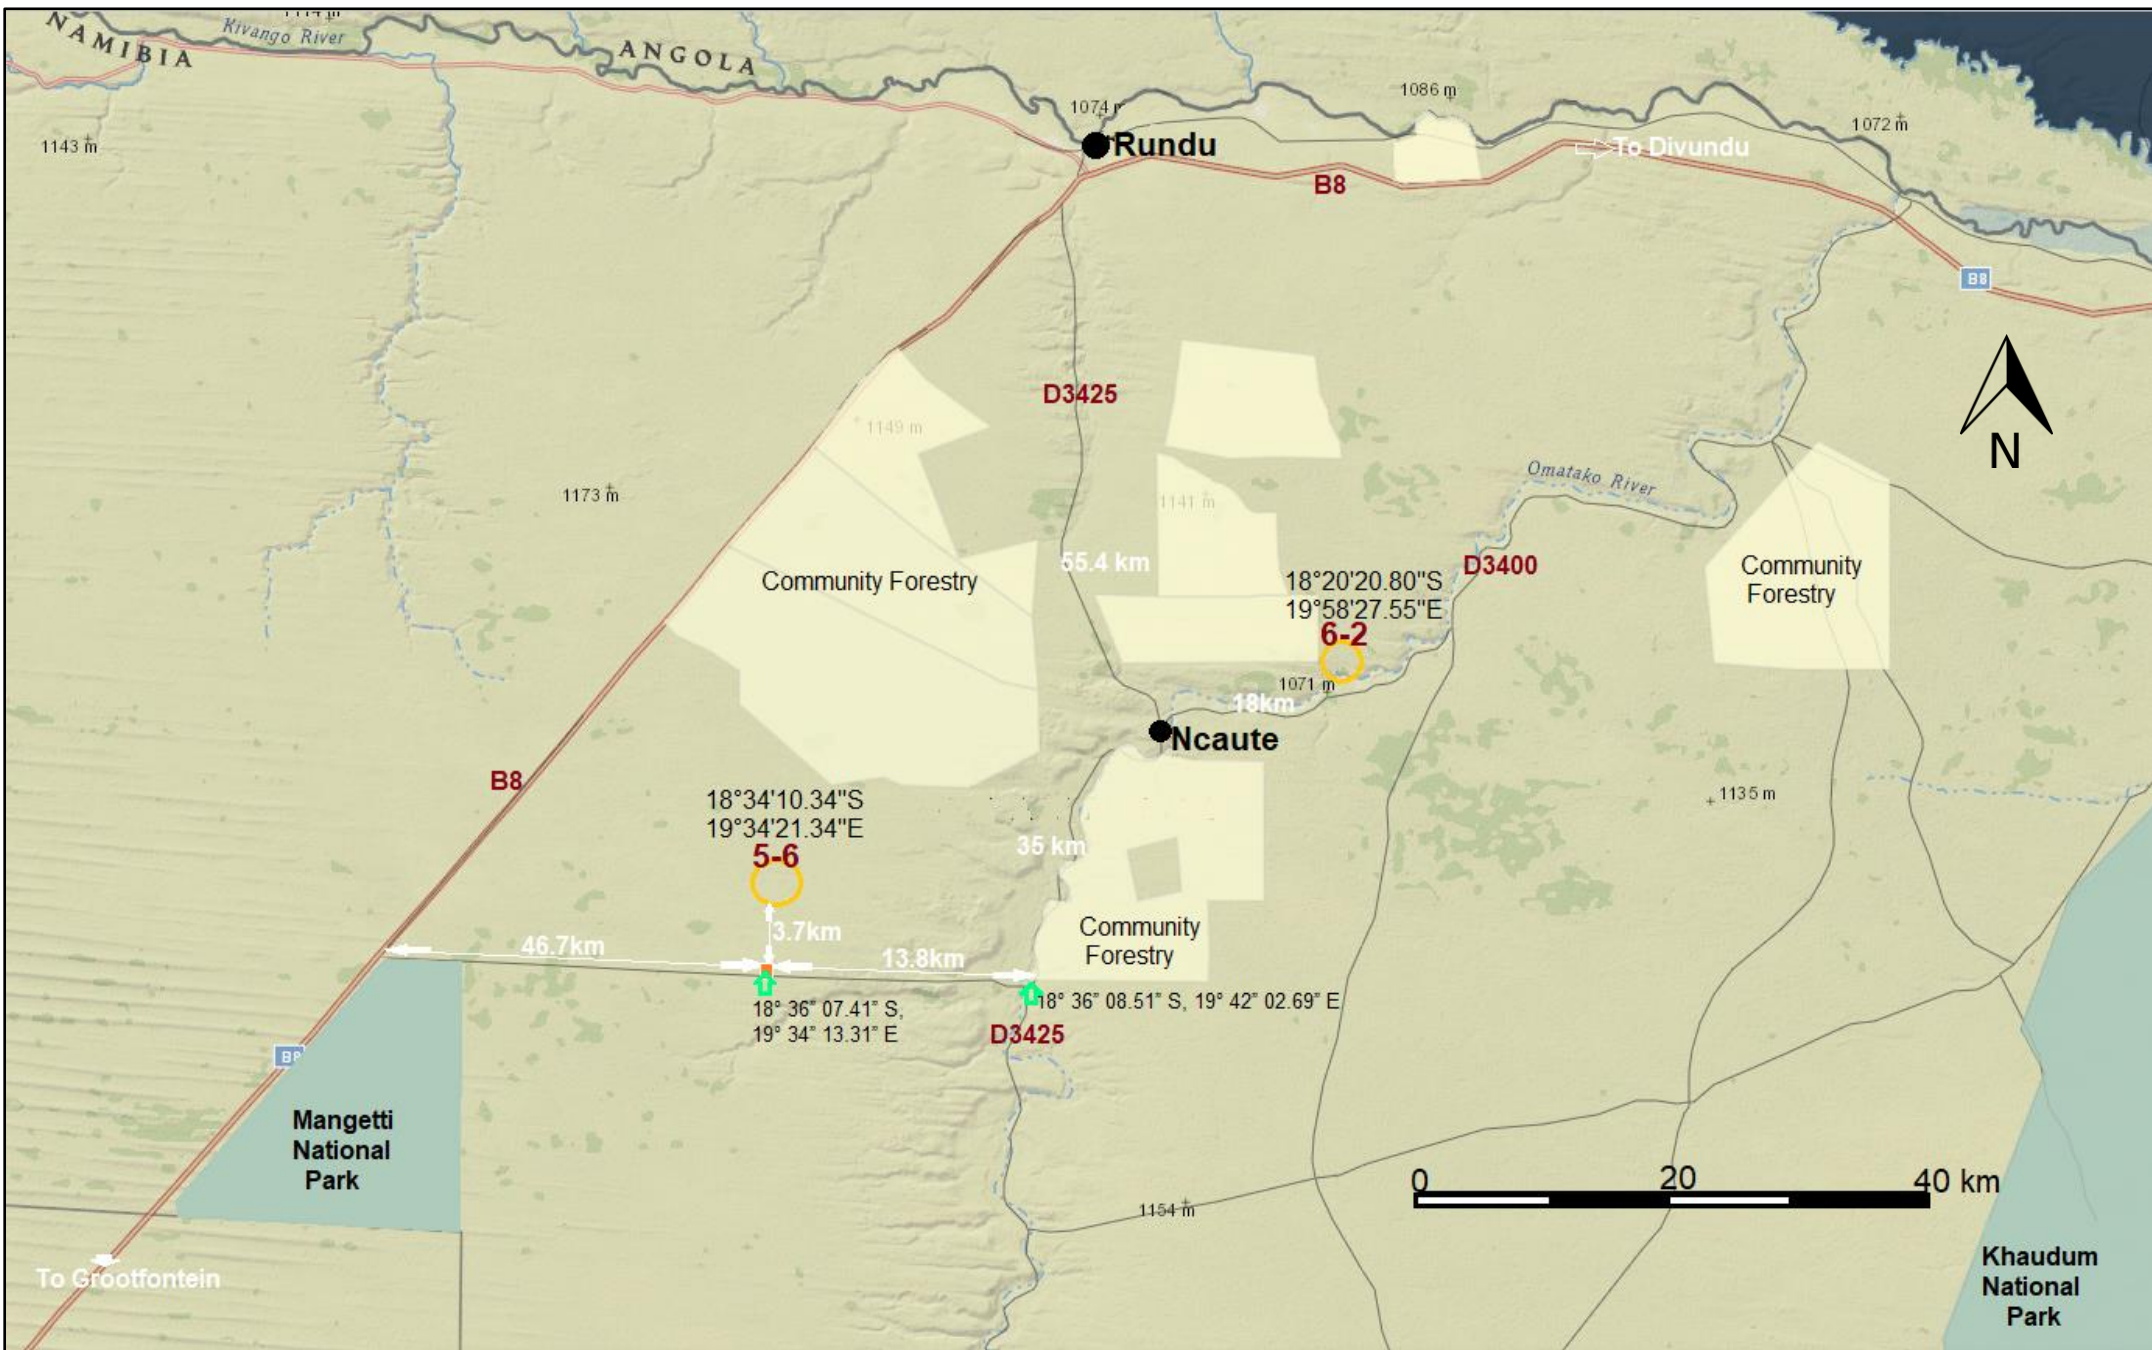 1114 m
NAMIBIA
Kivango River
ANGOLA
1074
1086 m
1072 m
1143 m
Rundu
To Divundu
B8
B8
D3425
1149 m
N
1173 m
1141 m
Omatako River
55.4 km
D3400
Community Forestry
18°20'20.80"S
19°58'27.55"E
6-2
Community
Forestry
1071 m
18km
Ncaute
B8
18°34'10.34"S
19°34'21.34"E
5-6
1135 m
35 km
3.7km
46.7km
13.8km
Community
Forestry
18° 36" 07.41" S,
19° 34" 13.31" E
18° 36" 08.51" S, 19° 42" 02.69" E
D3425
B8
Mangetti
National
Park
0 20 40 km
1154 m
To Grootfontein
Khaudum
National
Park